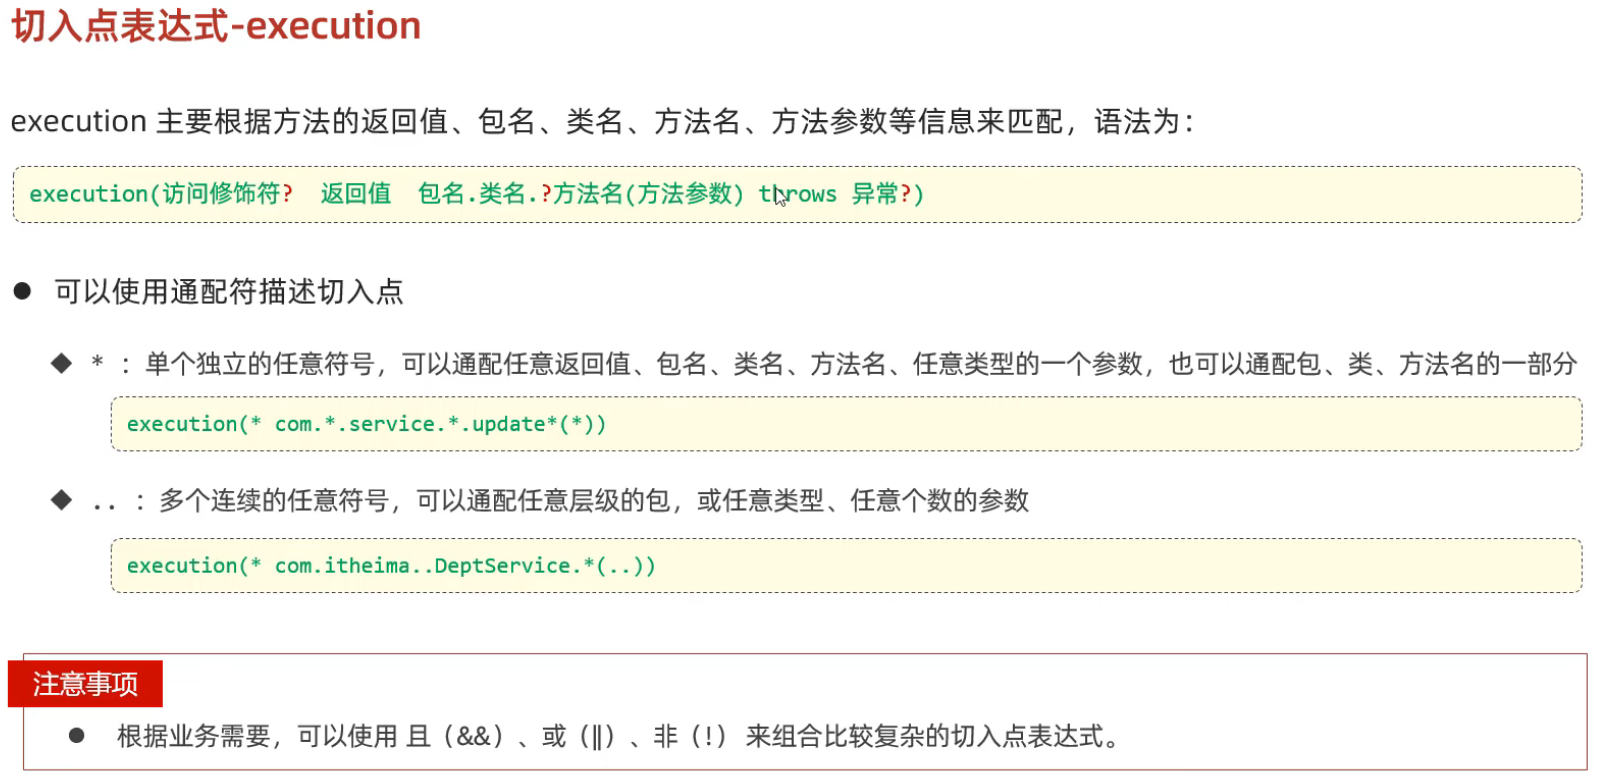 切入点表达式-execution
execution 主要根据方法的返回值、包名、类名、方法名、方法参数等信息来匹配，语法为：
execution(访问修饰符?  返回值  包名.类名.?方法名(方法参数) throws 异常?)
● 可以使用通配符描述切入点
◆ * ：单个独立的任意符号，可以通配任意返回值、包名、类名、方法名、任意类型的一个参数，也可以通配包、类、方法名的一部分
execution(* com.*.service.*.update*(*))
◆ .. ：多个连续的任意符号，可以通配任意层级的包，或任意类型、任意个数的参数
execution(* com.itheima..DeptService.*(..))
注意事项
● 根据业务需要，可以使用 且（&&）、或（||）、非（!） 来组合比较复杂的切入点表达式。